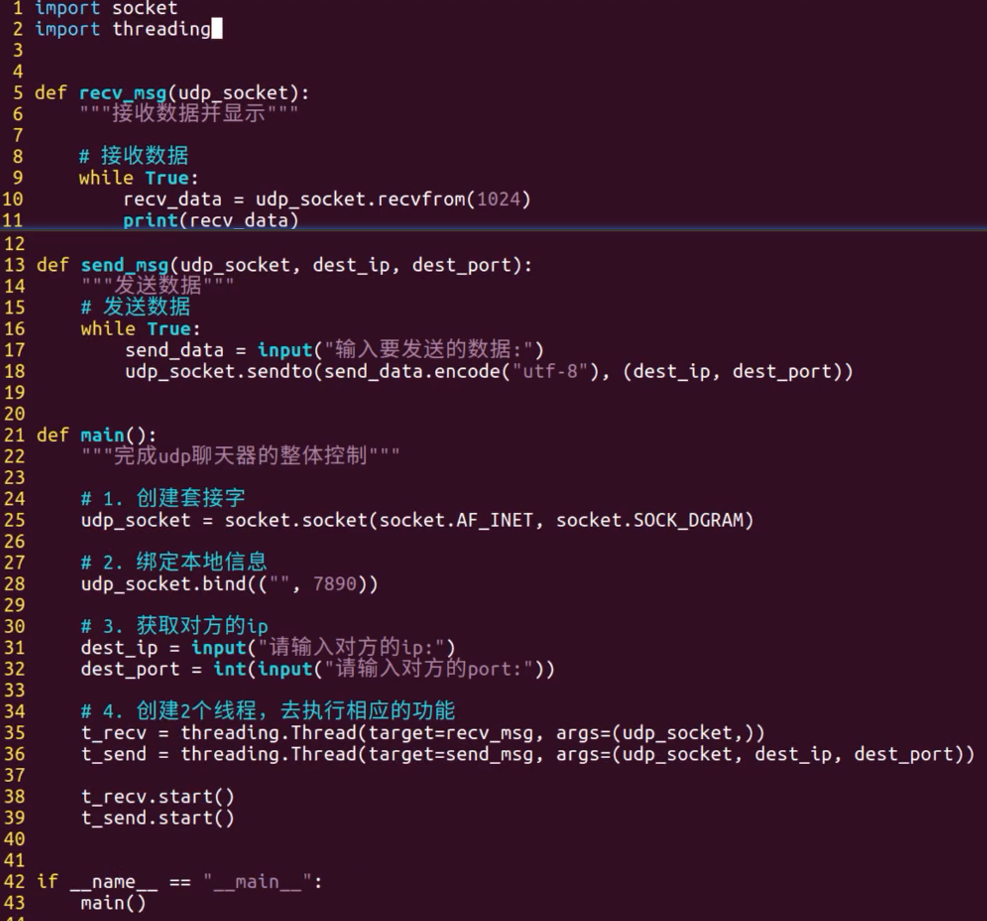 1 import socket
2 import threading
3
4
5 def recv_msg(udp_socket):
6     """接收数据并显示"""
7
8     # 接收数据
9     while True:
10         recv_data = udp_socket.recvfrom(1024)
11         print(recv_data)
12
13 def send_msg(udp_socket, dest_ip, dest_port):
14     """发送数据"""
15     # 发送数据
16     while True:
17         send_data = input("输入要发送的数据:")
18         udp_socket.sendto(send_data.encode("utf-8"), (dest_ip, dest_port))
19
20
21 def main():
22     """完成udp聊天器的整体控制"""
23
24     # 1. 创建套接字
25     udp_socket = socket.socket(socket.AF_INET, socket.SOCK_DGRAM)
26
27     # 2. 绑定本地信息
28     udp_socket.bind(("", 7890))
29
30     # 3. 获取对方的ip
31     dest_ip = input("请输入对方的ip:")
32     dest_port = int(input("请输入对方的port:"))
33
34     # 4. 创建2个线程，去执行相应的功能
35     t_recv = threading.Thread(target=recv_msg, args=(udp_socket,))
36     t_send = threading.Thread(target=send_msg, args=(udp_socket, dest_ip, dest_port))
37
38     t_recv.start()
39     t_send.start()
40
41
42 if __name__ == "__main__":
43     main()